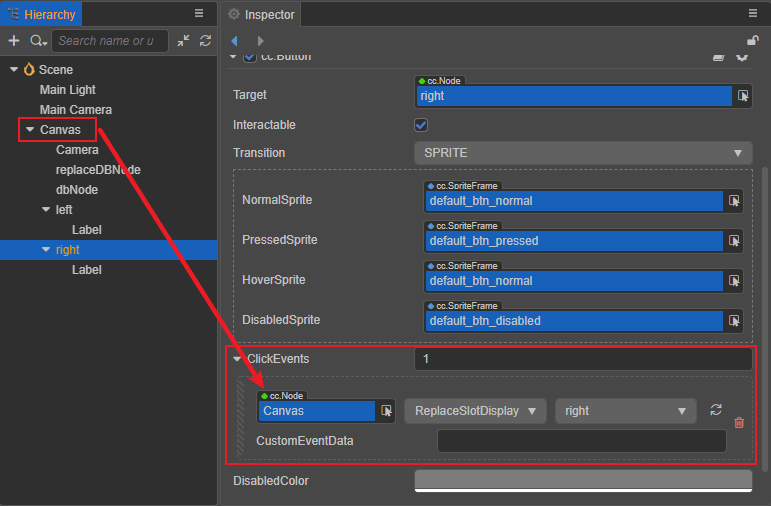 Hierarchy
Search name or u
Scene
Main Light
Main Camera
Canvas
Camera
replaceDBNode
dbNode
left
Label
right
Label
Inspector
cc.Button
Target
cc.Node
right
Interactable
Transition
SPRITE
NormalSprite
cc.SpriteFrame
default_btn_normal
PressedSprite
cc.SpriteFrame
default_btn_pressed
HoverSprite
cc.SpriteFrame
default_btn_normal
DisabledSprite
cc.SpriteFrame
default_btn_disabled
ClickEvents 1
cc.Node
Canvas ReplaceSlotDisplay right
CustomEventData
DisabledColor